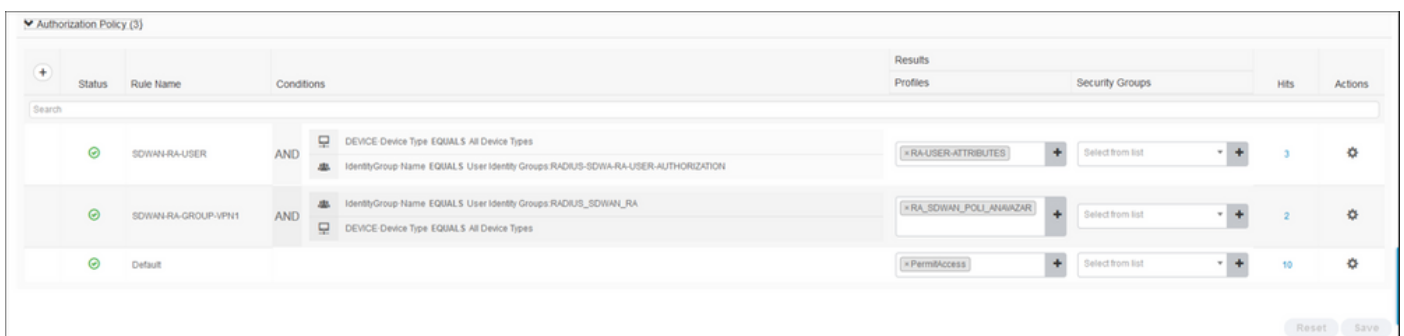 Authorization Policy (3)
Results
+ Status Rule Name Conditions Profiles Security Groups Hits Actions
Search
SDWAN-RA-USER AND DEVICE·Device Type EQUALS All Device Types
IdentityGroup·Name EQUALS User Identity Groups:RADIUS-SDWA-RA-USER-AUTHORIZATION
×RA-USER-ATTRIBUTES + Select from list + 3
SDWAN-RA-GROUP-VPN1 AND IdentityGroup·Name EQUALS User Identity Groups:RADIUS_SDWAN_RA
DEVICE·Device Type EQUALS All Device Types
×RA_SDWAN_POLI_ANAVAZAR + Select from list + 2
Default ×PermitAccess + Select from list + 10
Reset Save